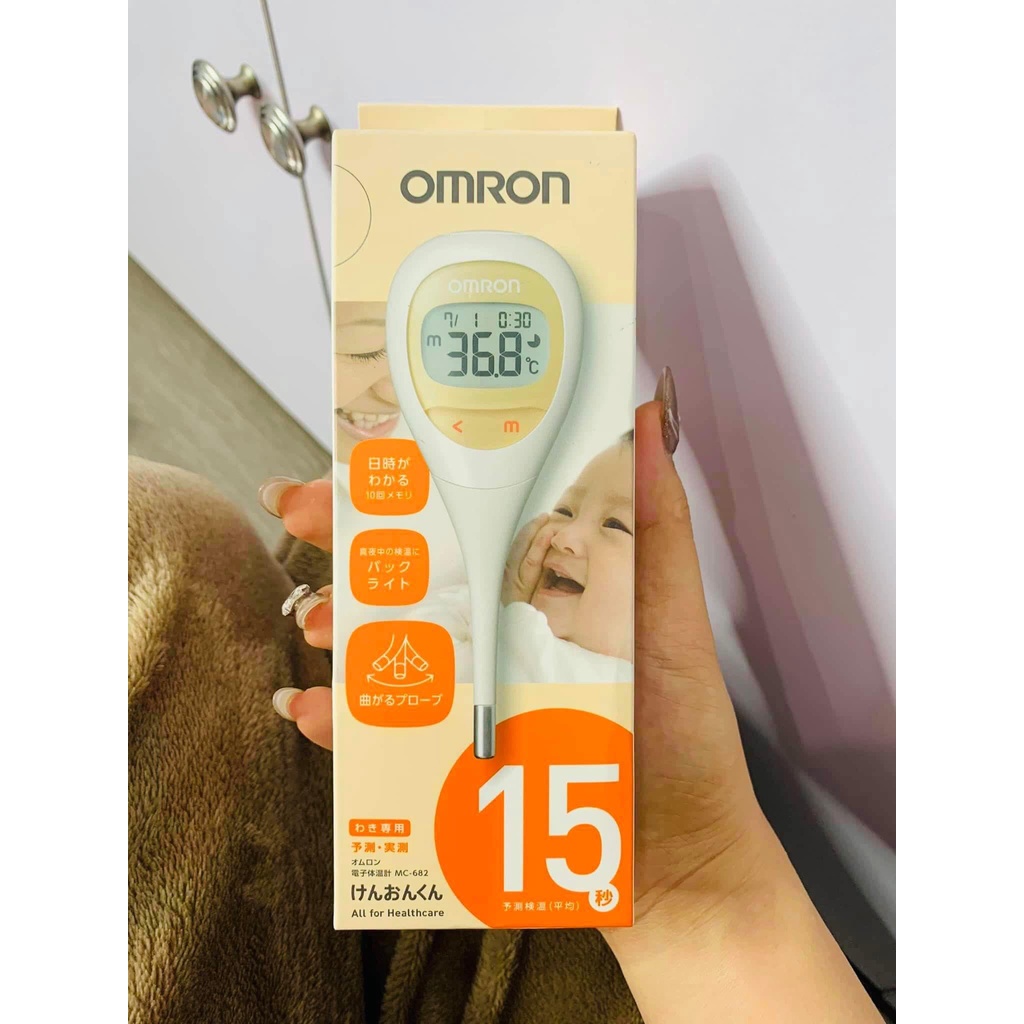 OMRON
OMRON
7/ 1 0:30
m 36.8 ℃
< m
日時が
わかる
10回メモリ
真夜中の検温に
バック
ライト
曲がるプローブ
15秒
予測検温(平均)
わき専用
予測・実測
オムロン
電子体温計 MC-682
けんおんくん
All for Healthcare